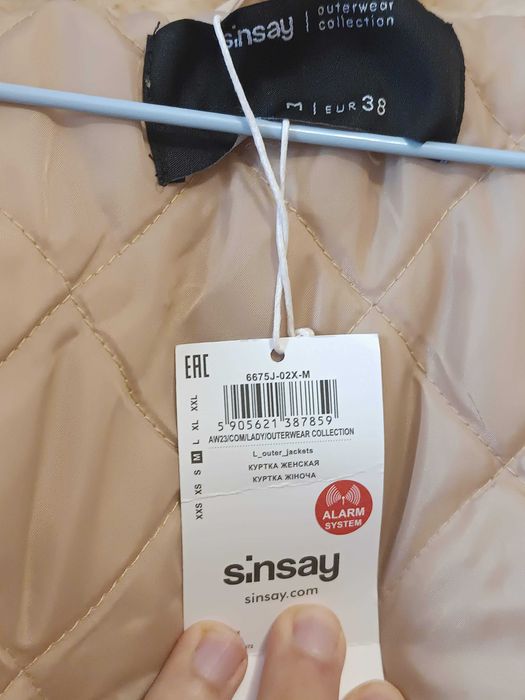 sinsay | outerwear
collection
M | EUR 38
EAC
6675J-02X-M
5 905621 387859
AW23/COM/LADY/OUTERWEAR COLLECTION
L_outer_jackets
КУРТКА ЖЕНСКАЯ
КУРТКА ЖІНОЧА
XXS XS S M L XL XXL
ALARM
SYSTEM
sinsay
sinsay.com